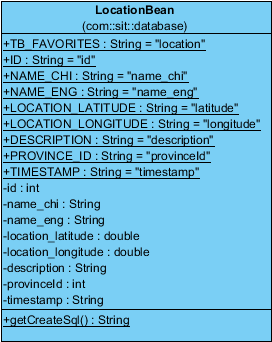 LocationBean
(com::sit::database)
+TB_FAVORITES : String = "location"
+ID : String = "id"
+NAME_CHI : String = "name_chi"
+NAME_ENG : String = "name_eng"
+LOCATION_LATITUDE : String = "latitude"
+LOCATION_LONGITUDE : String = "longitude"
+DESCRIPTION : String = "description"
+PROVINCE_ID : String = "provinceId"
+TIMESTAMP : String = "timestamp"
-id : int
-name_chi : String
-name_eng : String
-location_latitude : double
-location_longitude : double
-description : String
-provinceId : int
-timestamp : String
+getCreateSql() : String